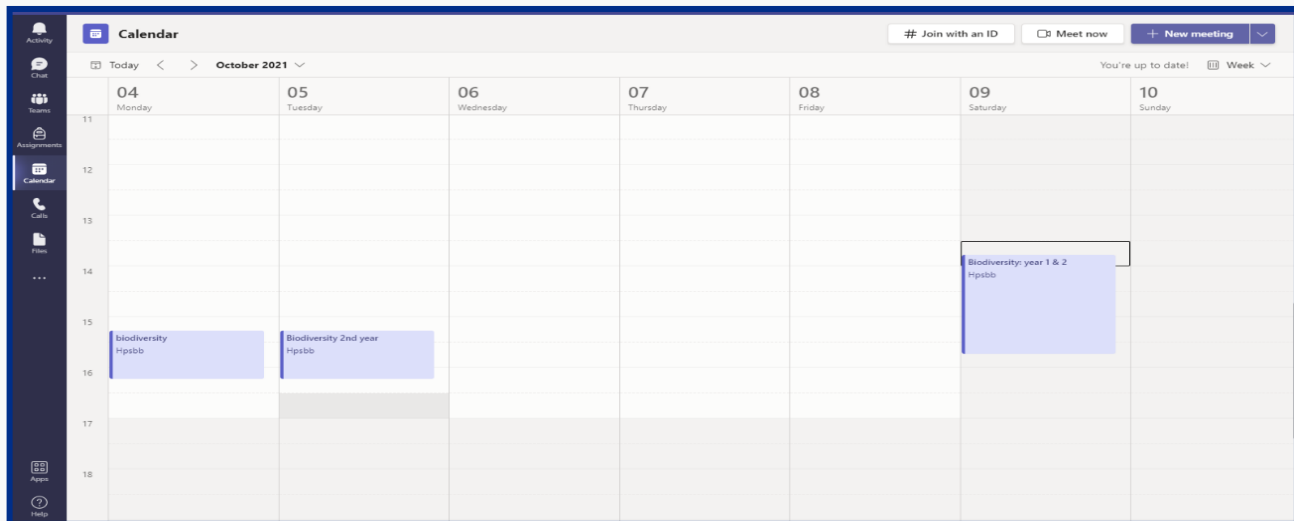 Activity
Chat
Teams
Assignments
Calendar
Calls
Files
...
Apps
Help
Calendar
# Join with an ID
Meet now
+ New meeting
Today < > October 2021
You're up to date!
Week
04 05 06 07 08 09 10
Monday Tuesday Wednesday Thursday Friday Saturday Sunday
11
12
13
14
15
16
17
18
biodiversity
Hpsbb
Biodiversity 2nd year
Hpsbb
Biodiversity: year 1 & 2
Hpsbb